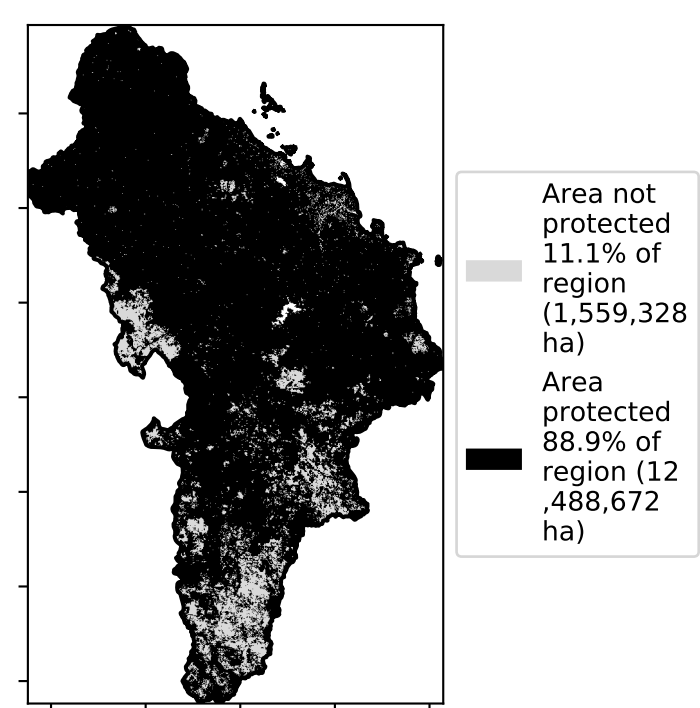 Area not
protected
11.1% of
region
(1,559,328
ha)
Area
protected
88.9% of
region (12
,488,672
ha)